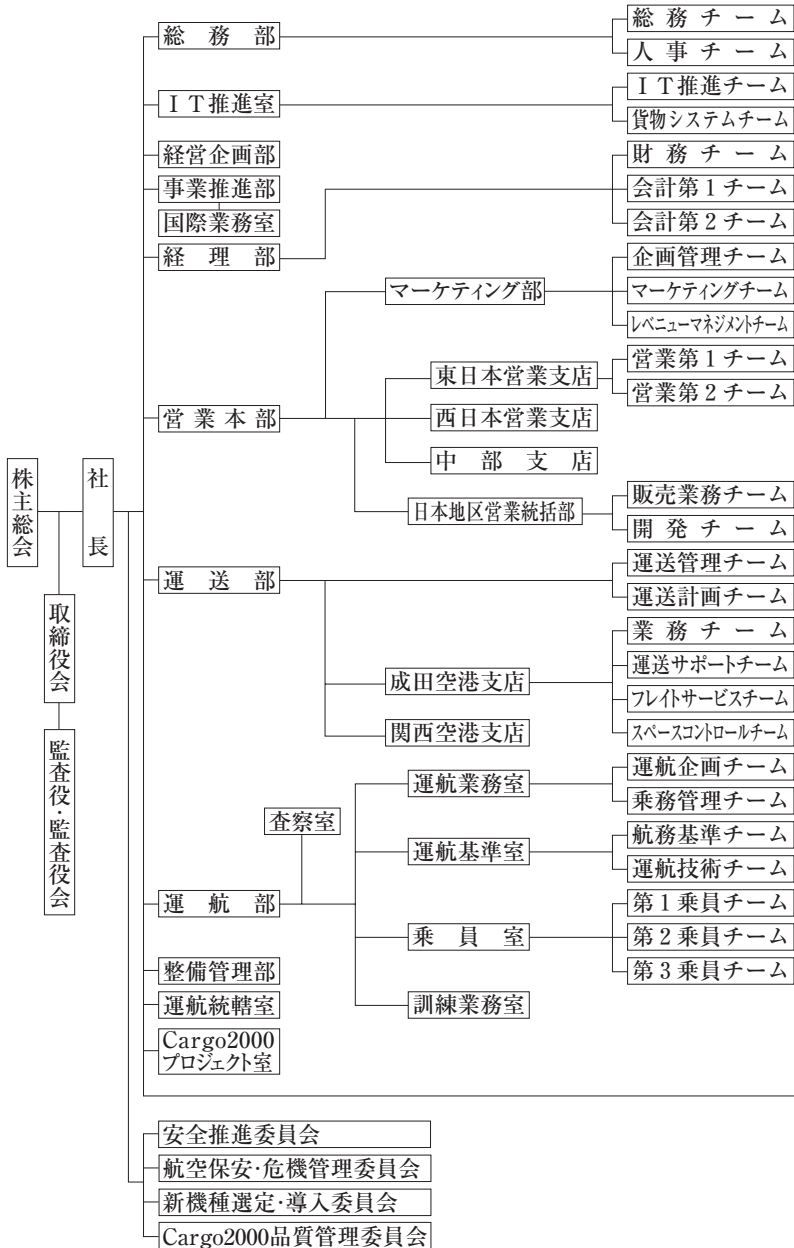 株主総会
取締役会
監査役・監査役会
社長
総務部
総務チーム
人事チーム
IT推進室
IT推進チーム
貨物システムチーム
経営企画部
事業推進部
国際業務室
経理部
財務チーム
会計第1チーム
会計第2チーム
営業本部
マーケティング部
企画管理チーム
マーケティングチーム
レベニューマネジメントチーム
東日本営業支店
営業第1チーム
営業第2チーム
西日本営業支店
中部支店
日本地区営業統括部
販売業務チーム
開発チーム
運送部
運送管理チーム
運送計画チーム
成田空港支店
業務チーム
運送サポートチーム
フレイトサービスチーム
スペースコントロールチーム
関西空港支店
運航部
査察室
運航業務室
運航企画チーム
乗務管理チーム
運航基準室
航務基準チーム
運航技術チーム
乗員室
第1乗員チーム
第2乗員チーム
第3乗員チーム
訓練業務室
整備管理部
運航統轄室
Cargo2000
プロジェクト室
安全推進委員会
航空保安・危機管理委員会
新機種選定・導入委員会
Cargo2000品質管理委員会